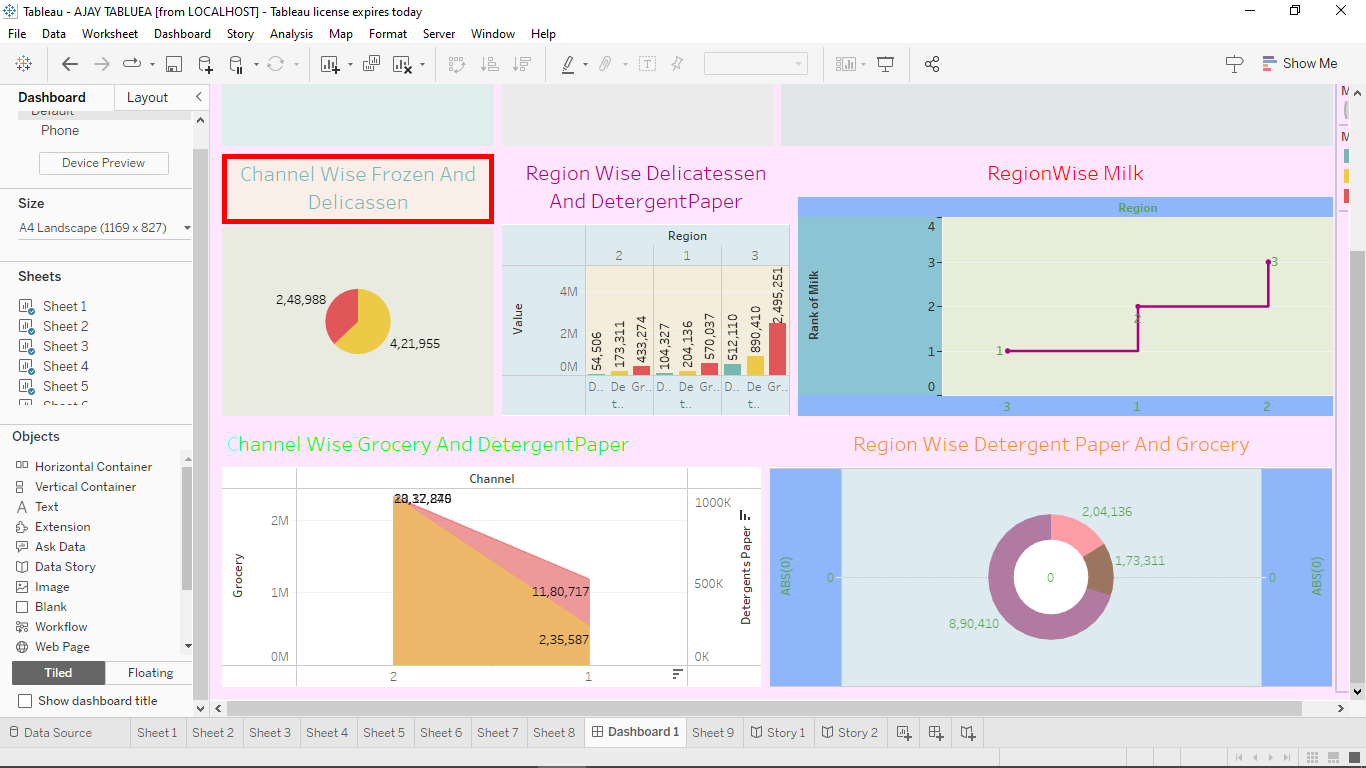 Tableau - AJAY TABLUEA [from LOCALHOST] - Tableau license expires today
File Data Worksheet Dashboard Story Analysis Map Format Server Window Help
Show Me
Dashboard Layout
Default
Phone
Device Preview
Size
A4 Landscape (1169 x 827)
Sheets
Sheet 1
Sheet 2
Sheet 3
Sheet 4
Sheet 5
Sheet 6
Objects
Horizontal Container
Vertical Container
Text
Extension
Ask Data
Data Story
Image
Blank
Workflow
Web Page
Tiled Floating
Show dashboard title
Channel Wise Frozen And
Delicassen
2,48,988
4,21,955
Region Wise Delicatessen
And DetergentPaper
Region
2 1 3
Value
4M
2M
0M
54,506
173,311
433,274
104,327
204,136
570,037
512,110
890,410
2,495,251
D.. De Gr.. D.. De Gr.. D.. De Gr..
t.. t.. t..
RegionWise Milk
Region
Rank of Milk
4
3
2
1
0
1
2
3
3 1 2
Channel Wise Grocery And DetergentPaper
Channel
Grocery
2M
1M
0M
11,80,717
2,35,587
1000K
500K
0K
Detergents Paper
2 1
Region Wise Detergent Paper And Grocery
ABS(0)
0
2,04,136
1,73,311
8,90,410
0
0
ABS(0)
M
M
Data Source Sheet 1 Sheet 2 Sheet 3 Sheet 4 Sheet 5 Sheet 6 Sheet 7 Sheet 8 Dashboard 1 Sheet 9 Story 1 Story 2